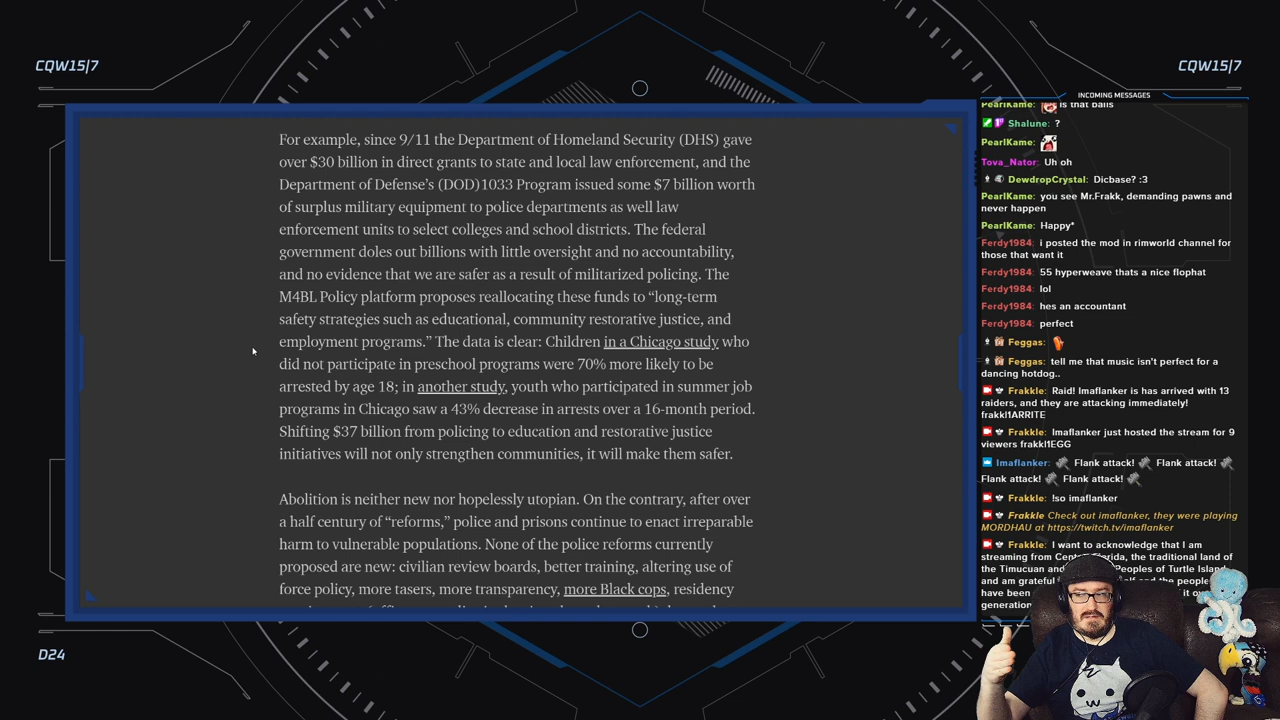 CQW15|7
CQW15|7
For example, since 9/11 the Department of Homeland Security (DHS) gave
over $30 billion in direct grants to state and local law enforcement, and the
Department of Defense’s (DOD)1033 Program issued some $7 billion worth
of surplus military equipment to police departments as well law
enforcement units to select colleges and school districts. The federal
government doles out billions with little oversight and no accountability,
and no evidence that we are safer as a result of militarized policing. The
M4BL Policy platform proposes reallocating these funds to “long-term
safety strategies such as educational, community restorative justice, and
employment programs.” The data is clear: Children in a Chicago study who
did not participate in preschool programs were 70% more likely to be
arrested by age 18; in another study, youth who participated in summer job
programs in Chicago saw a 43% decrease in arrests over a 16-month period.
Shifting $37 billion from policing to education and restorative justice
initiatives will not only strengthen communities, it will make them safer.
Abolition is neither new nor hopelessly utopian. On the contrary, after over
a half century of “reforms,” police and prisons continue to enact irreparable
harm to vulnerable populations. None of the police reforms currently
proposed are new: civilian review boards, better training, altering use of
force policy, more tasers, more transparency, more Black cops, residency
D24
INCOMING MESSAGES
PearlKame: is that balls
Shalune: ?
PearlKame:
Tova_Nator: Uh oh
DewdropCrystal: Dicbase? :3
PearlKame: you see Mr.Frakk, demanding pawns and
never happen
PearlKame: Happy*
Ferdy1984: i posted the mod in rimworld channel for
those that want it
Ferdy1984: 55 hyperweave thats a nice flophat
Ferdy1984: lol
Ferdy1984: hes an accountant
Ferdy1984: perfect
Feggas:
Feggas: tell me that music isn't perfect for a
dancing hotdog..
Frakkle: Raid! Imaflanker is has arrived with 13
raiders, and they are attacking immediately!
frakkl1ARRITE
Frakkle: Imaflanker just hosted the stream for 9
viewers frakkl1EGG
Imaflanker: Flank attack! Flank attack!
Flank attack! Flank attack!
Frakkle: !so imaflanker
Frakkle Check out imaflanker, they were playing
MORDHAU at https://twitch.tv/imaflanker
Frakkle: I want to acknowledge that I am
streaming from Florida, the traditional land of
the Timucuan and Peoples of Turtle Island
and am grateful and the people
have been it
generation